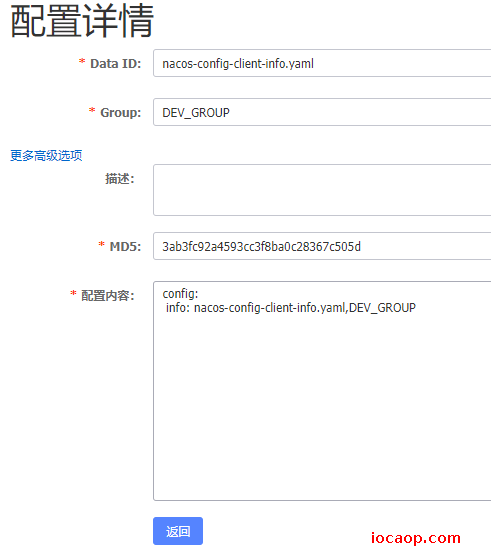 配置详情
* Data ID: nacos-config-client-info.yaml
* Group: DEV_GROUP
更多高级选项
描述:
* MD5: 3ab3fc92a4593cc3f8ba0c28367c505d
* 配置内容: config:
info: nacos-config-client-info.yaml,DEV_GROUP
返回
iocaop.com